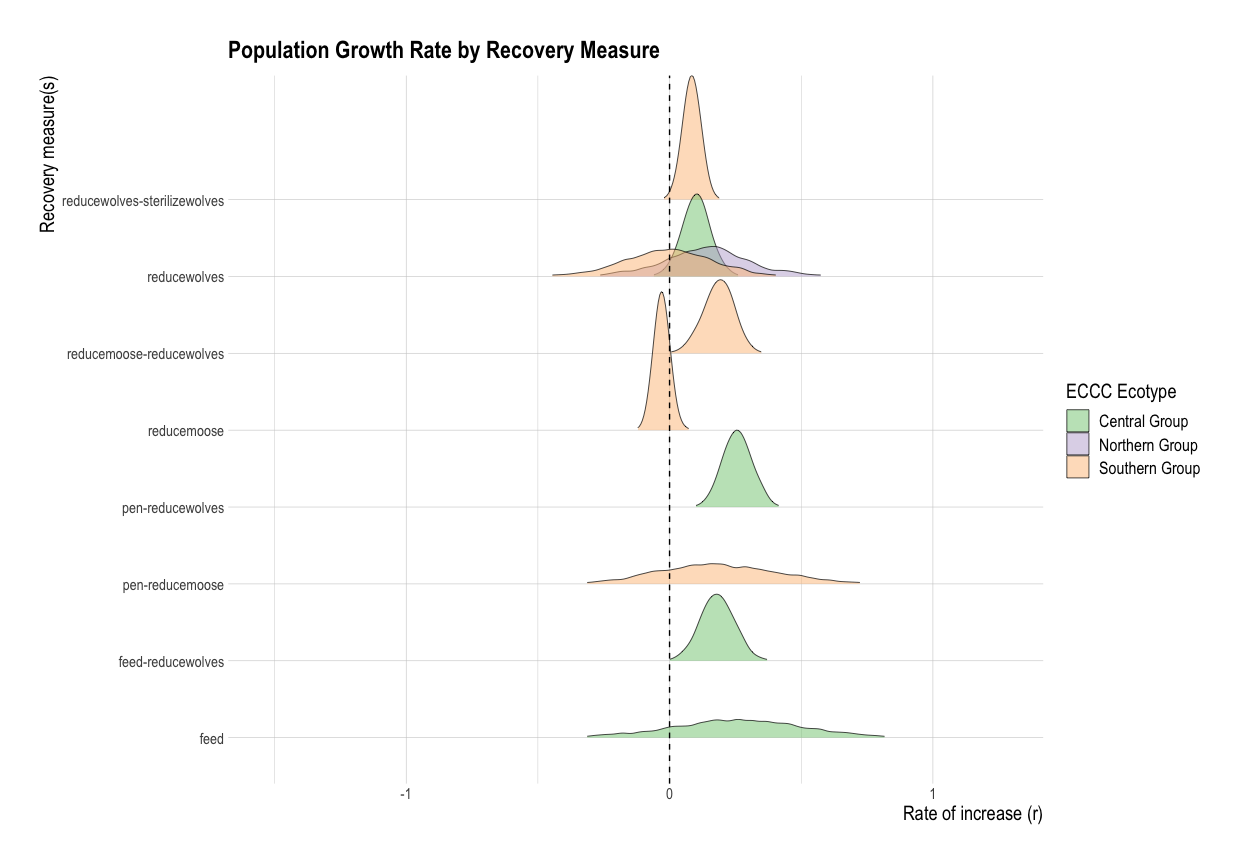 Population Growth Rate by Recovery Measure
Recovery measure(s)
reducewolves-sterilizewolves
reducewolves
reducemoose-reducewolves
reducemoose
pen-reducewolves
pen-reducemoose
feed-reducewolves
feed
-1 0 1
Rate of increase (r)
ECCC Ecotype
Central Group
Northern Group
Southern Group